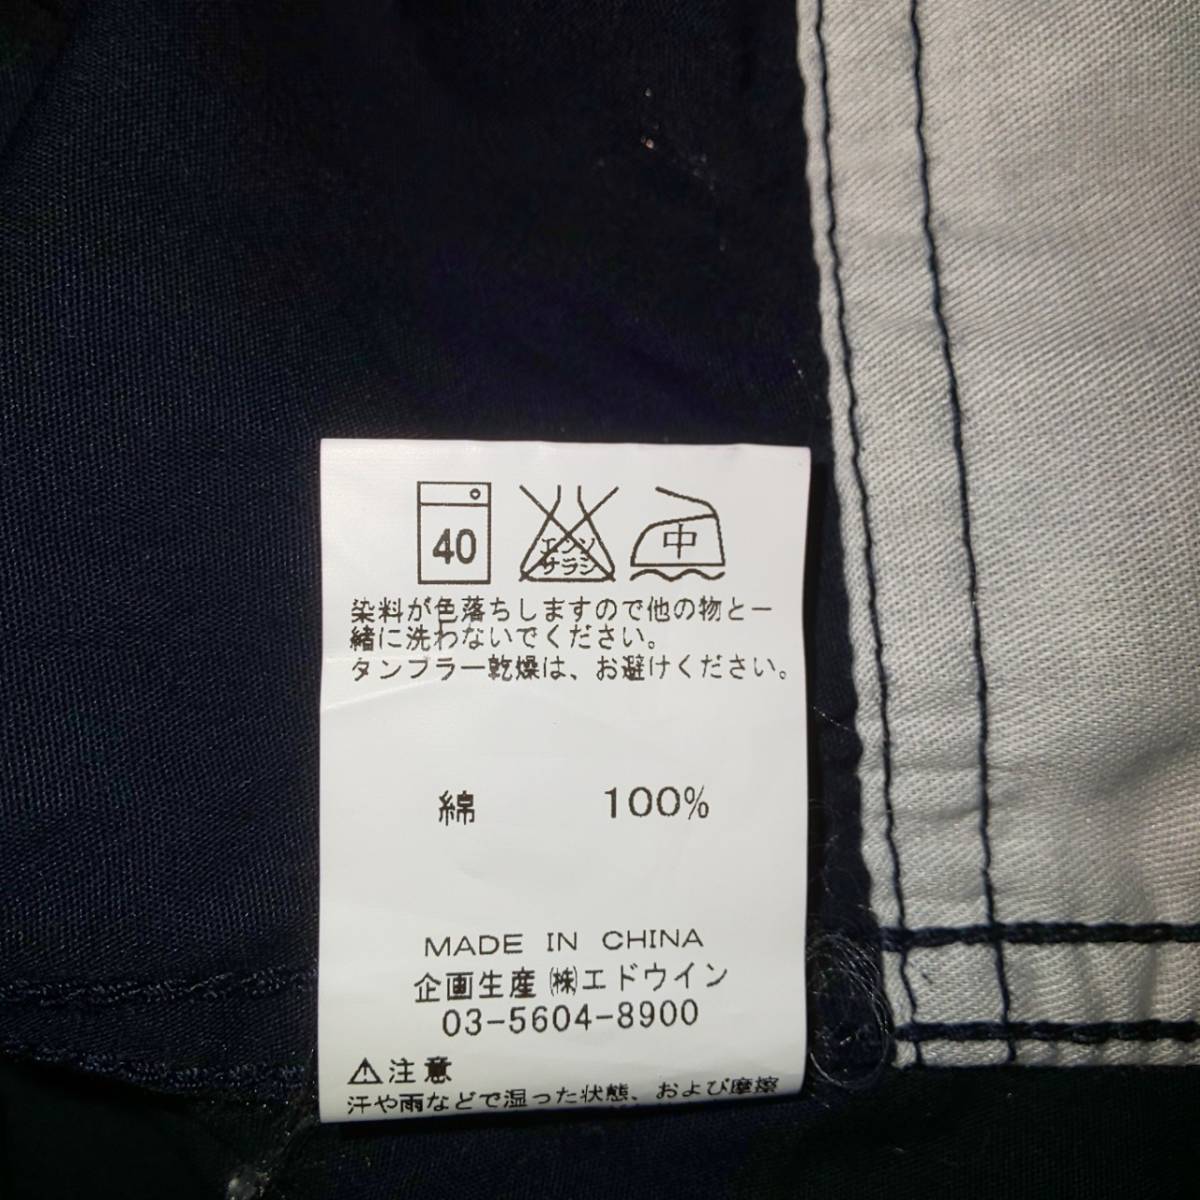 40
エンソ
サラシ
中
染料が色落ちしますので他の物と一
緒に洗わないでください。
タンブラー乾燥は、お避けください。
綿 100%
MADE IN CHINA
企画生産 ㈱エドウイン
03-5604-8900
⚠注意
汗や雨などで湿った状態、および摩擦